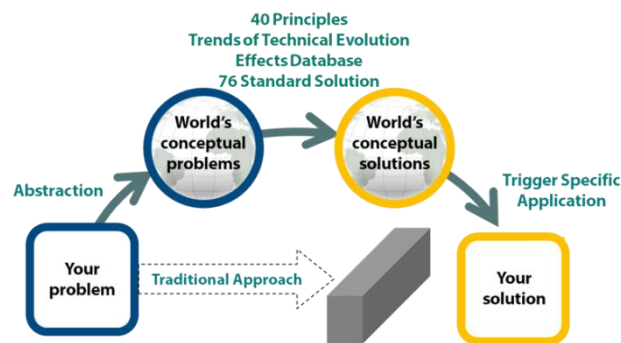 40 Principles
Trends of Technical Evolution
Effects Database
76 Standard Solution
World's
conceptual
problems
World's
conceptual
solutions
Abstraction
Trigger Specific
Application
Your
problem
Traditional Approach
Your
solution